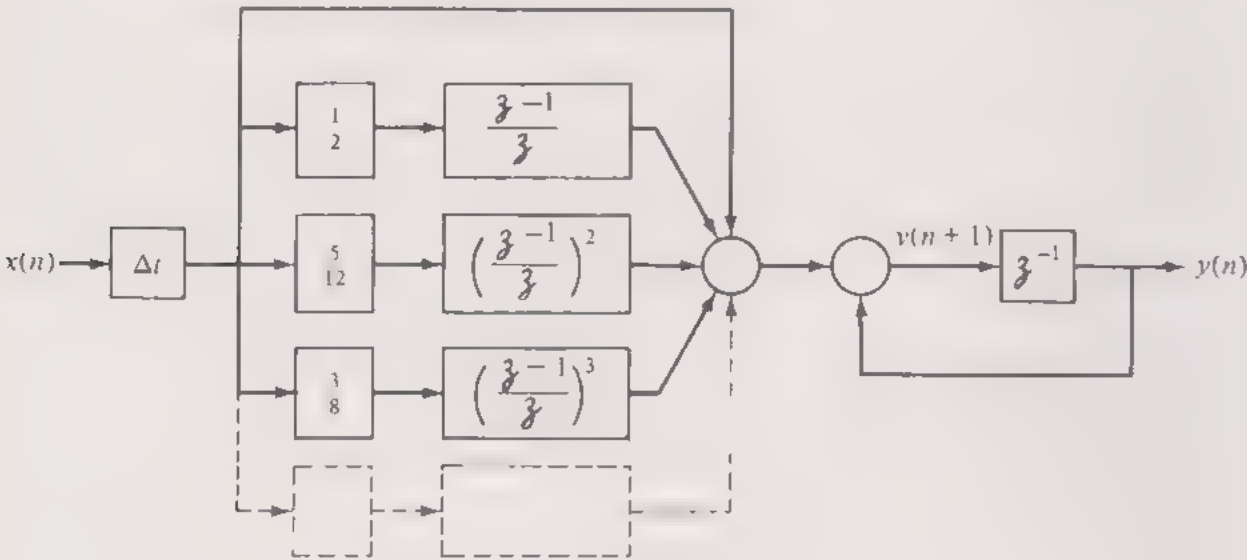 1
2
z − 1
z
x(n)
Δt
5
12
(z − 1
z)²
v(n + 1)
z⁻¹
y(n)
3
8
(z − 1
z)³